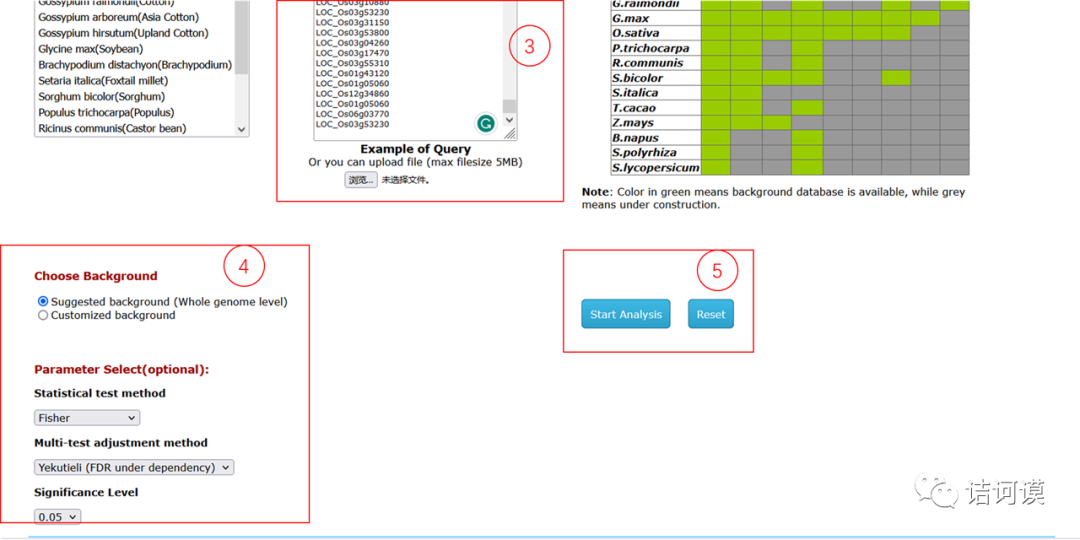 Gossypium raimondii(Cotton)
Gossypium arboreum(Asia Cotton)
Gossypium hirsutum(Upland Cotton)
Glycine max(Soybean)
Brachypodium distachyon(Brachypodium)
Setaria italica(Foxtail millet)
Sorghum bicolor(Sorghum)
Populus trichocarpa(Populus)
Ricinus communis(Castor bean)
LOC_Os03g10880
LOC_Os03g53230
LOC_Os03g31150
LOC_Os03g53800
LOC_Os03g04260
LOC_Os03g17470
LOC_Os03g55310
LOC_Os01g43120
LOC_Os01g05060
LOC_Os12g34860
LOC_Os01g05060
LOC_Os06g03770
LOC_Os03g53230
3
Example of Query
Or you can upload file (max filesize 5MB)
浏览... 未选择文件。
G.raimondii
G.max
O.sativa
P.trichocarpa
R.communis
S.bicolor
S.italica
T.cacao
Z.mays
B.napus
S.polyrhiza
S.lycopersicum
Note: Color in green means background database is available, while grey
means under construction.
4
Choose Background
Suggested background (Whole genome level)
Customized background
Parameter Select(optional):
Statistical test method
Fisher
Multi-test adjustment method
Yekutieli (FDR under dependency)
Significance Level
0.05
5
Start Analysis Reset
诘诃谟